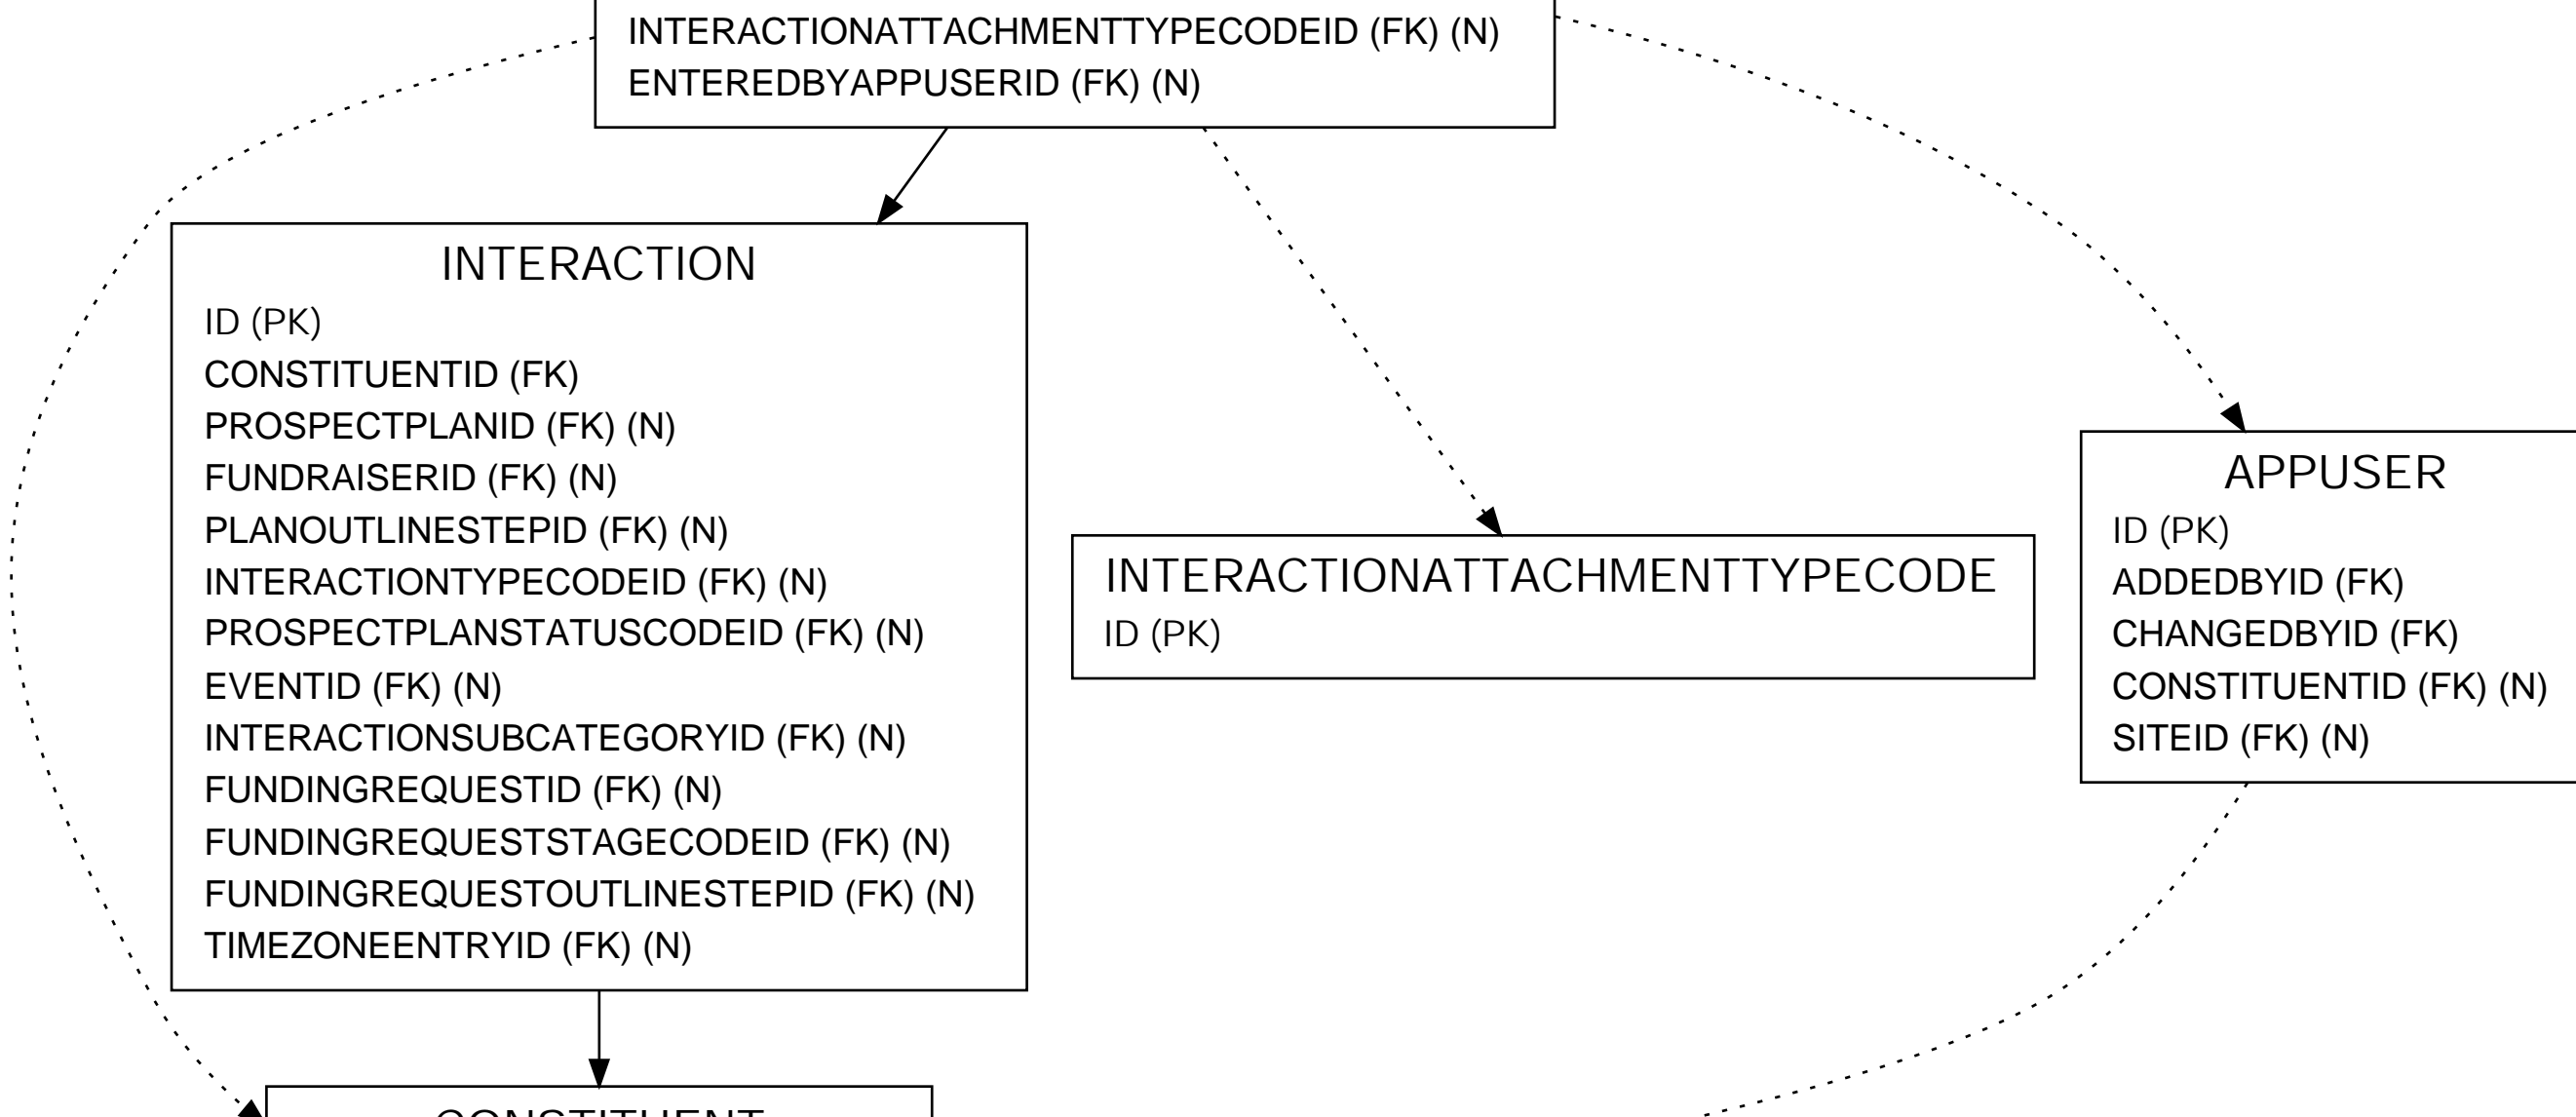 INTERACTIONATTACHMENTTYPECODEID (FK) (N)
ENTEREDBYAPPUSERID (FK) (N)
INTERACTION
ID (PK)
CONSTITUENTID (FK)
PROSPECTPLANID (FK) (N)
FUNDRAISERID (FK) (N)
PLANOUTLINESTEPID (FK) (N)
INTERACTIONTYPECODEID (FK) (N)
PROSPECTPLANSTATUSCODEID (FK) (N)
EVENTID (FK) (N)
INTERACTIONSUBCATEGORYID (FK) (N)
FUNDINGREQUESTID (FK) (N)
FUNDINGREQUESTSTAGECODEID (FK) (N)
FUNDINGREQUESTOUTLINESTEPID (FK) (N)
TIMEZONEENTRYID (FK) (N)
INTERACTIONATTACHMENTTYPECODE
ID (PK)
APPUSER
ID (PK)
ADDEDBYID (FK)
CHANGEDBYID (FK)
CONSTITUENTID (FK) (N)
SITEID (FK) (N)
CONSTITUENT